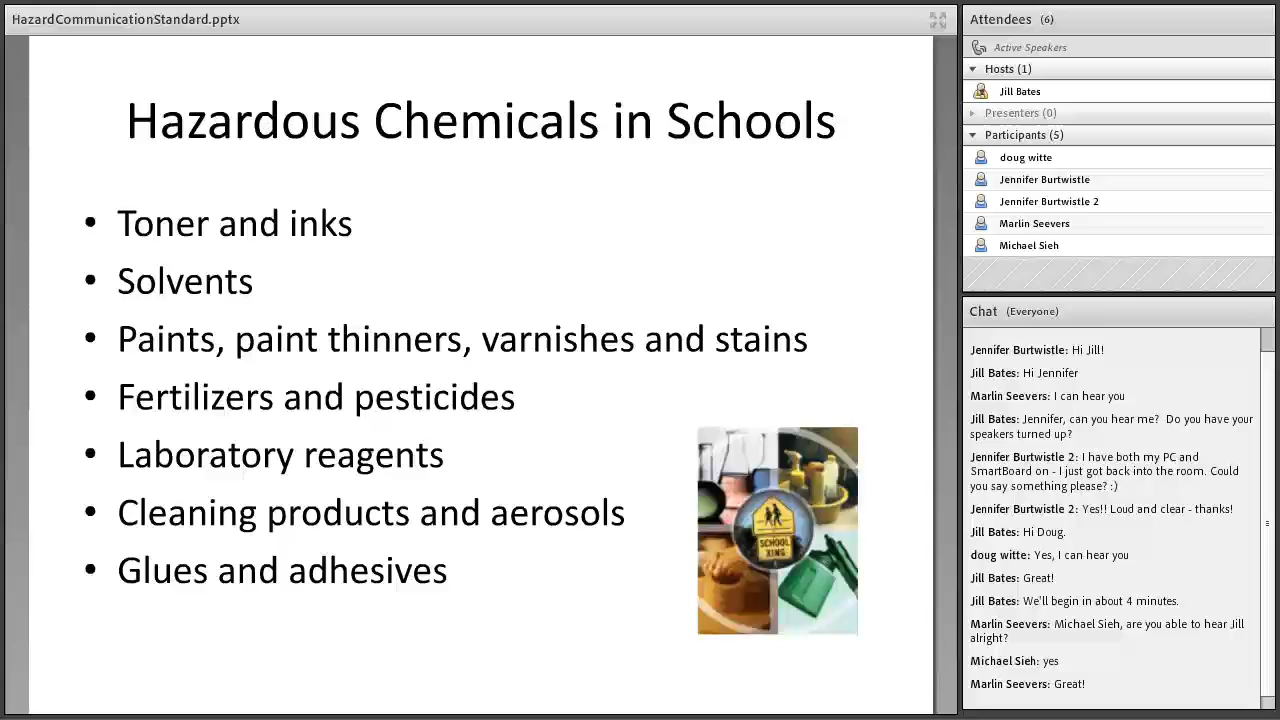 HazardCommunicationStandard.pptx
Hazardous Chemicals in Schools
• Toner and inks
• Solvents
• Paints, paint thinners, varnishes and stains
• Fertilizers and pesticides
• Laboratory reagents
• Cleaning products and aerosols
• Glues and adhesives
SCHOOL
XING
Attendees (6)
Active Speakers
Hosts (1)
Jill Bates
Presenters (0)
Participants (5)
doug witte
Jennifer Burtwistle
Jennifer Burtwistle 2
Marlin Seevers
Michael Sieh
Chat (Everyone)
Jennifer Burtwistle: Hi Jill!
Jill Bates: Hi Jennifer
Marlin Seevers: I can hear you
Jill Bates: Jennifer, can you hear me? Do you have your
speakers turned up?
Jennifer Burtwistle 2: I have both my PC and
SmartBoard on - I just got back into the room. Could
you say something please? :)
Jennifer Burtwistle 2: Yes!! Loud and clear - thanks!
Jill Bates: Hi Doug.
doug witte: Yes, I can hear you
Jill Bates: Great!
Jill Bates: We'll begin in about 4 minutes.
Marlin Seevers: Michael Sieh, are you able to hear Jill
alright?
Michael Sieh: yes
Marlin Seevers: Great!